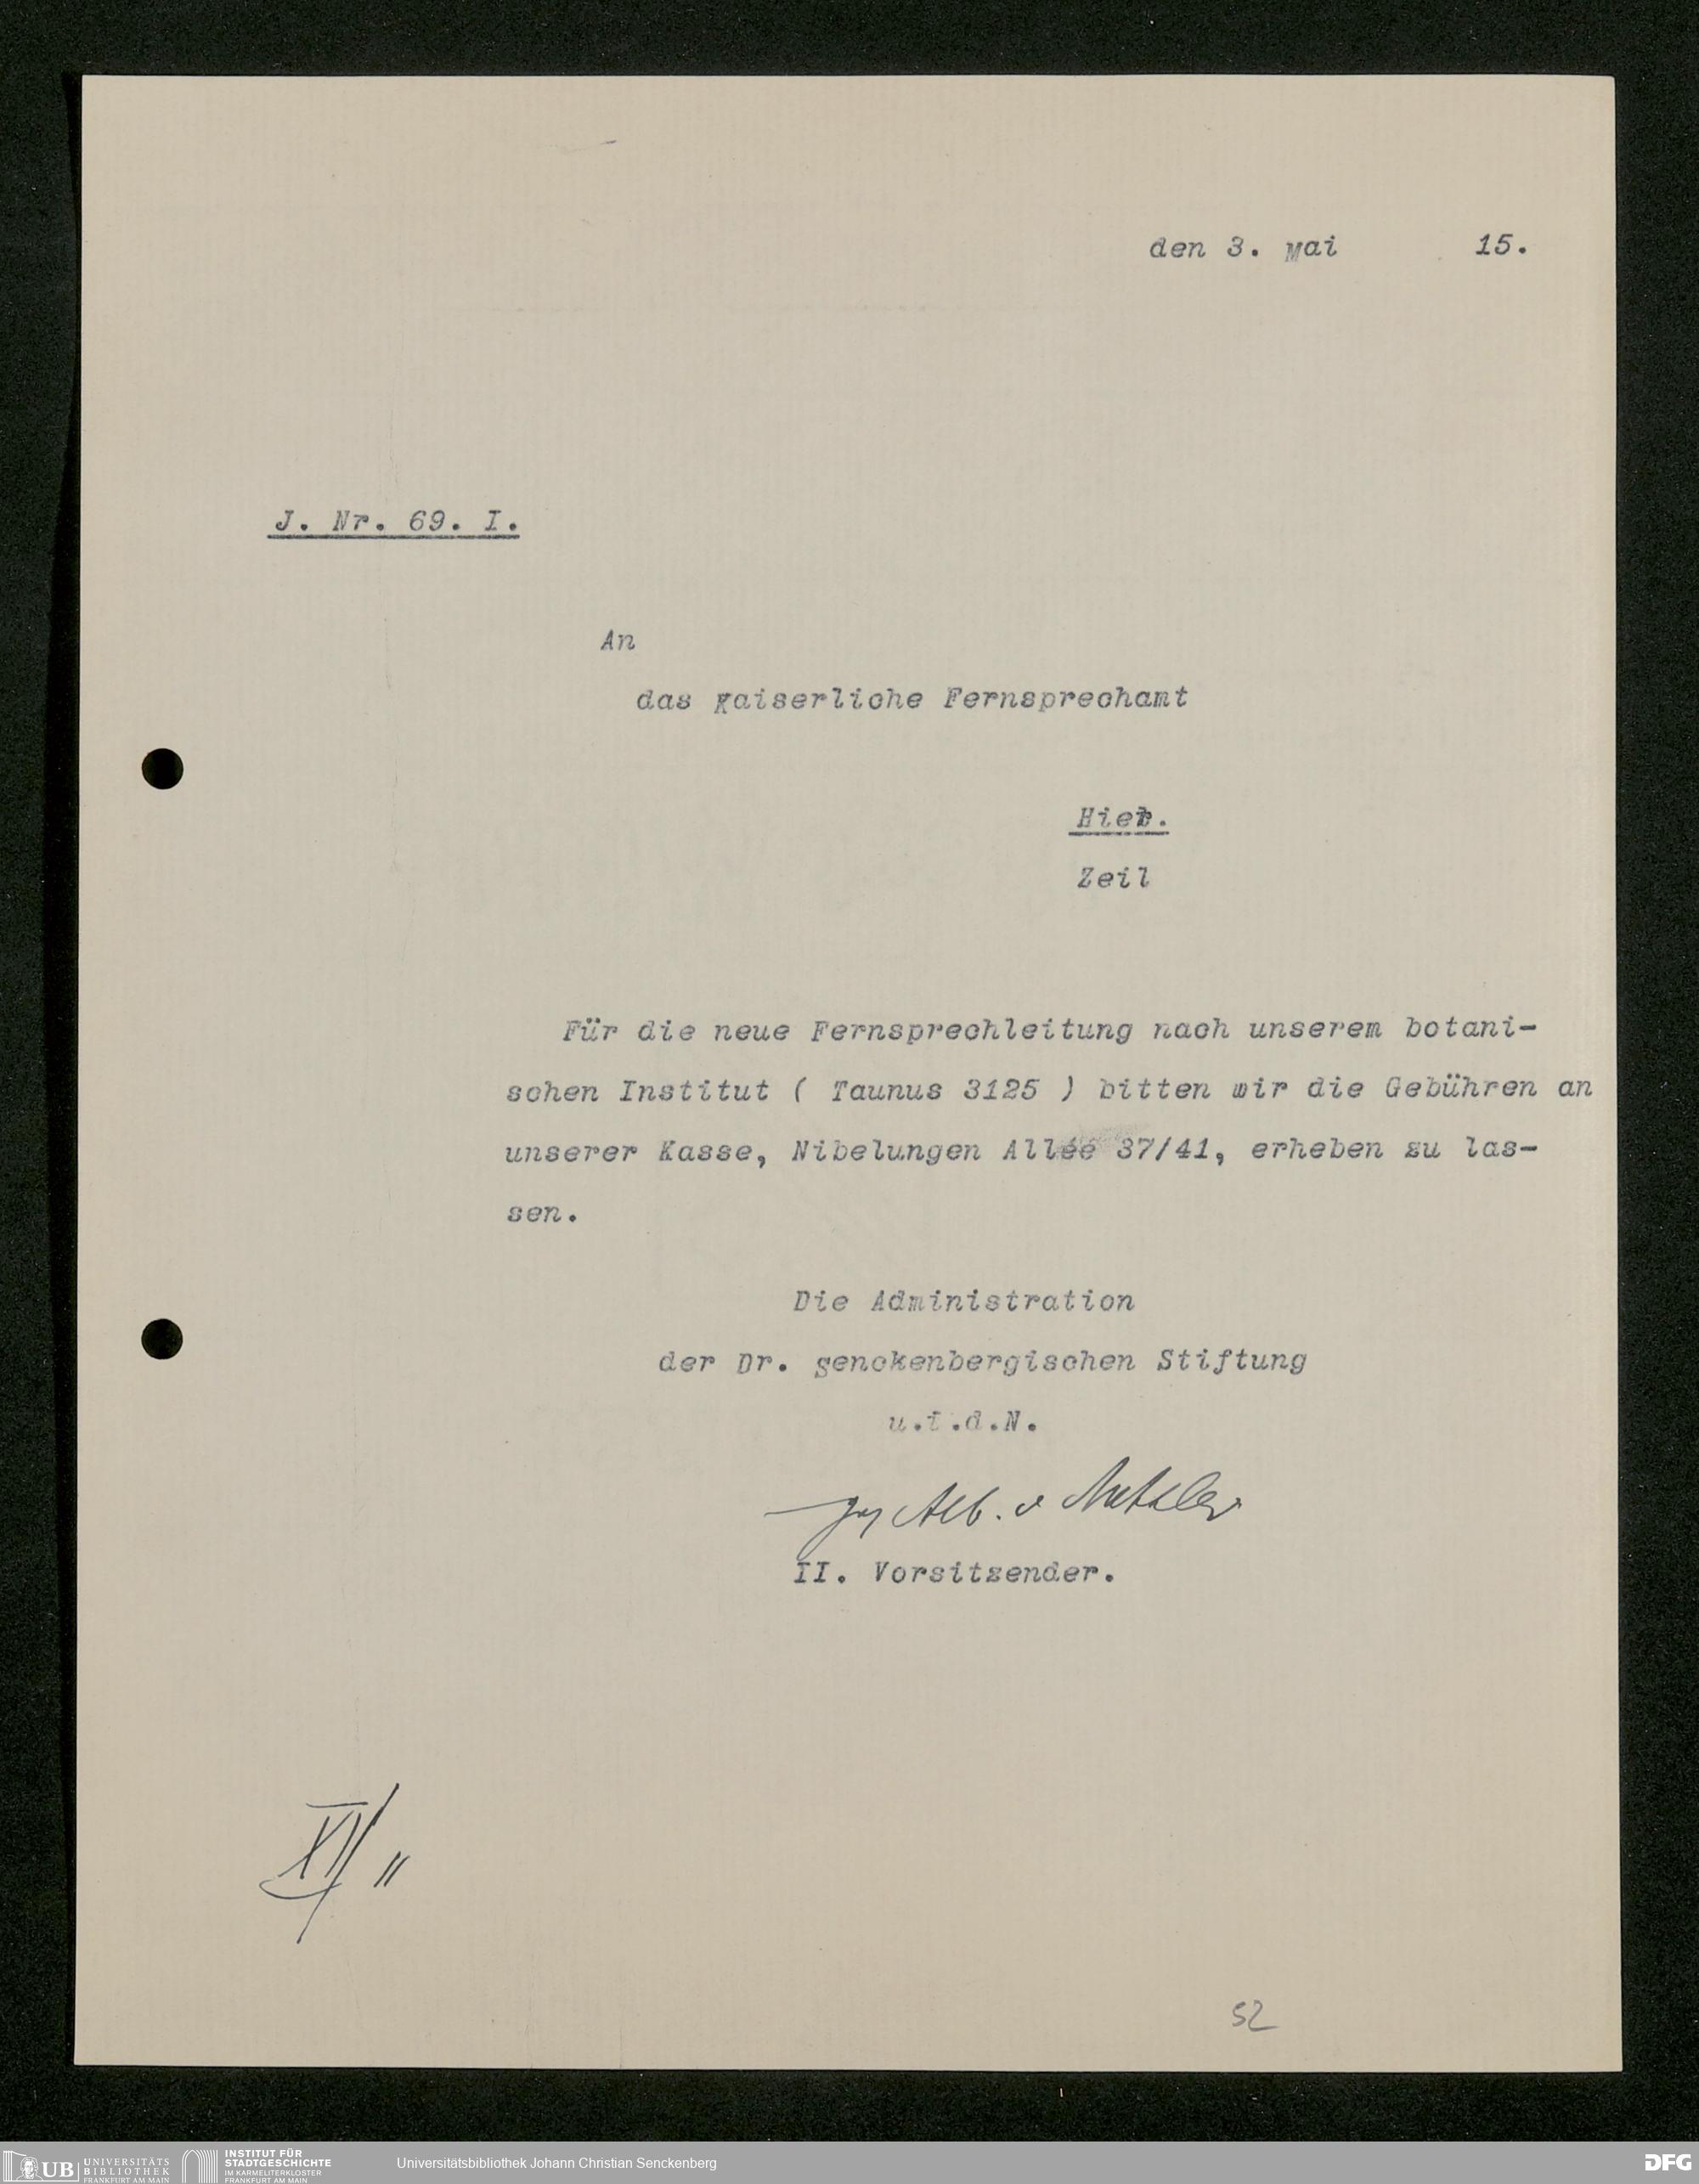 den 3. Mai 15.
J. Nr. 69. I.
An
das Kaiserliche Fernsprechamt
Hier.
Zeil
Für die neue Fernsprechleitung nach unserem botani-
schen Institut ( Taunus 3125 ) bitten wir die Gebühren an
unserer Kasse, Nibelungen Allée 37/41, erheben zu las-
sen.
Die Administration
der Dr. Senckenbergischen Stiftung
u.i.d.N.
gez Alb. v Metzler
II. Vorsitzender.
52
UB UNIVERSITÄTS
BIBLIOTHEK
FRANKFURT AM MAIN
INSTITUT FÜR
STADTGESCHICHTE
IM KARMELITERKLOSTER
FRANKFURT AM MAIN
Universitätsbibliothek Johann Christian Senckenberg
DFG